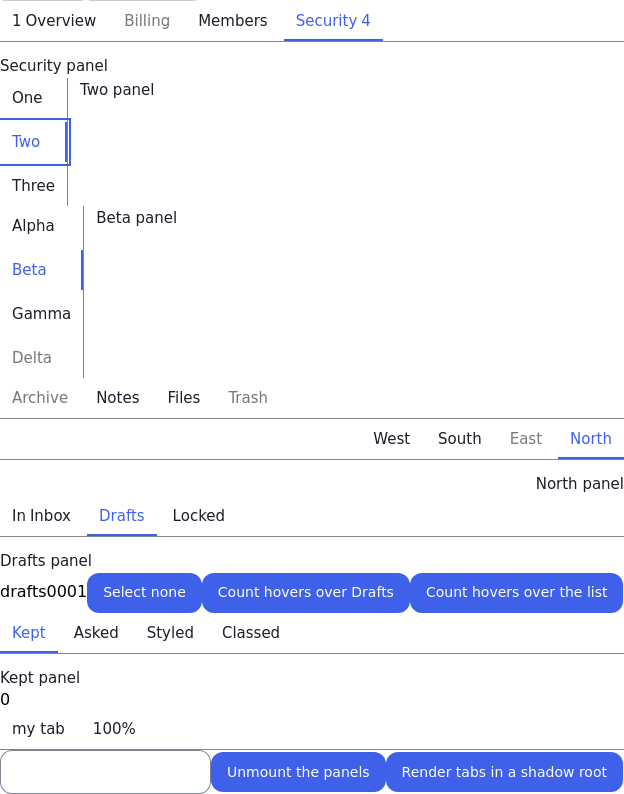 1 Overview Billing Members Security 4
Security panel
One Two panel
Two
Three
Alpha Beta panel
Beta
Gamma
Delta
Archive Notes Files Trash
West South East North
North panel
In Inbox Drafts Locked
Drafts panel
drafts0001 Select none Count hovers over Drafts Count hovers over the list
Kept Asked Styled Classed
Kept panel
0
my tab 100%
Unmount the panels Render tabs in a shadow root